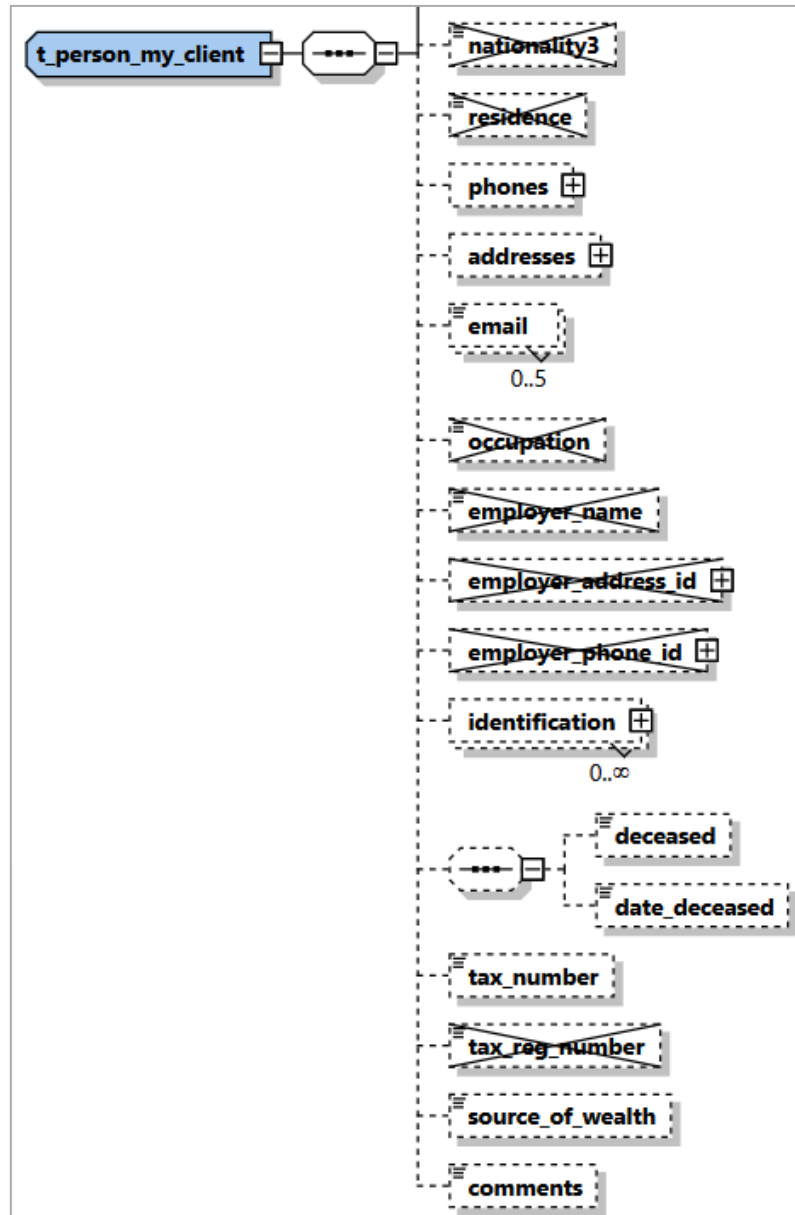 t_person_my_client
nationality3
residence
phones
addresses
email
0..5
occupation
employer_name
employer_address_id
employer_phone_id
identification
0..∞
deceased
date_deceased
tax_number
tax_reg_number
source_of_wealth
comments